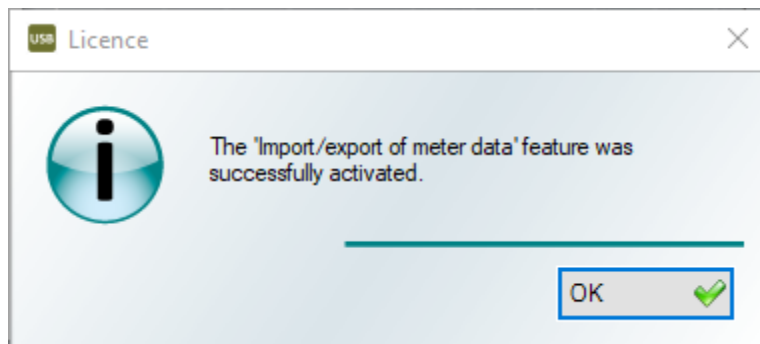 USB Licence
The 'Import/export of meter data' feature was
successfully activated.
OK